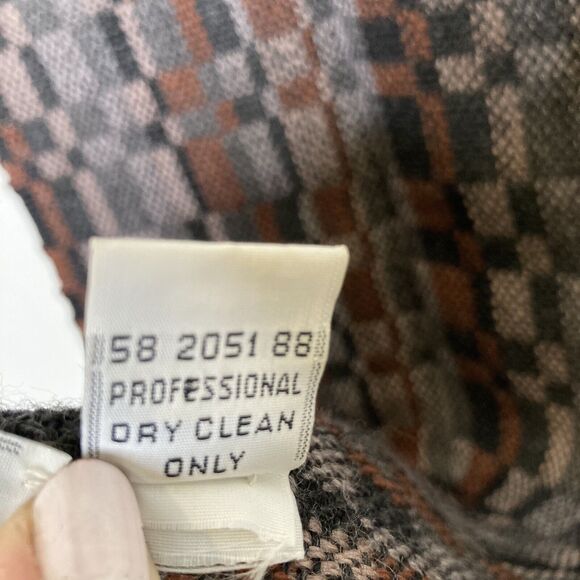 58 2051 88
PROFESSIONAL
DRY CLEAN
ONLY